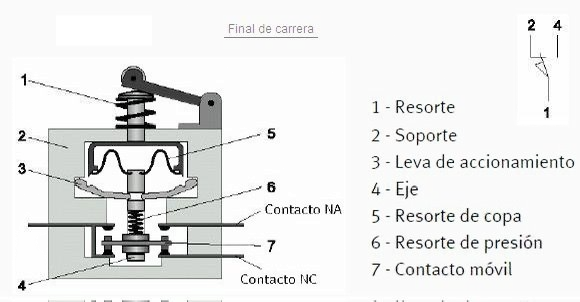 Final de carrera
2 4
1
1
2
3
4
5
6
7
Contacto NA
Contacto NC
1 - Resorte
2 - Soporte
3 - Leva de accionamiento
4 - Eje
5 - Resorte de copa
6 - Resorte de presión
7 - Contacto móvil